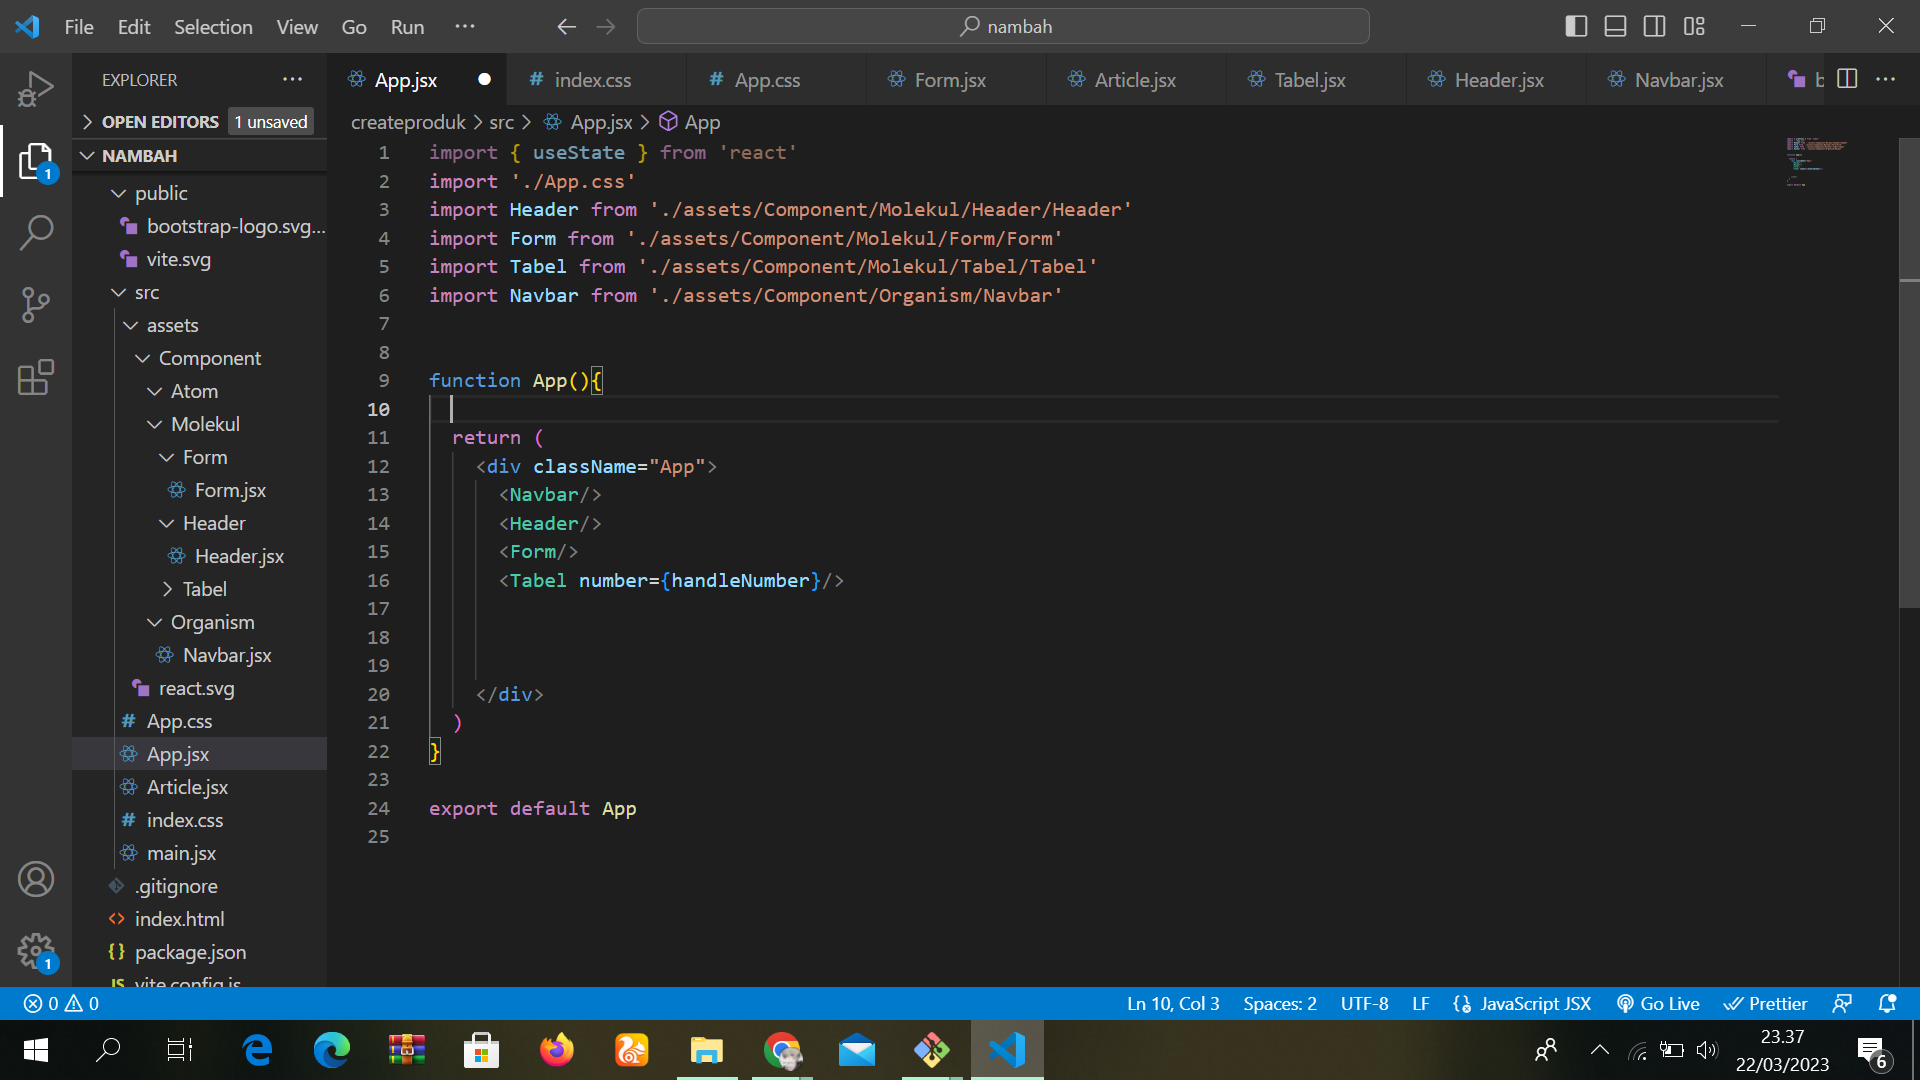 File Edit Selection View Go Run ···
nambah
EXPLORER ···
OPEN EDITORS 1 unsaved
NAMBAH
public
bootstrap-logo.svg...
vite.svg
src
assets
Component
Atom
Molekul
Form
Form.jsx
Header
Header.jsx
Tabel
Organism
Navbar.jsx
react.svg
# App.css
App.jsx
Article.jsx
# index.css
main.jsx
.gitignore
<> index.html
{} package.json
JS vite.config.js
1
1
App.jsx # index.css # App.css Form.jsx Article.jsx Tabel.jsx Header.jsx Navbar.jsx b ···
createproduk > src > App.jsx > App
1 import { useState } from 'react'
2 import './App.css'
3 import Header from './assets/Component/Molekul/Header/Header'
4 import Form from './assets/Component/Molekul/Form/Form'
5 import Tabel from './assets/Component/Molekul/Tabel/Tabel'
6 import Navbar from './assets/Component/Organism/Navbar'
7
8
9 function App(){
10
11 return (
12 <div className="App">
13 <Navbar/>
14 <Header/>
15 <Form/>
16 <Tabel number={handleNumber}/>
17
18
19
20 </div>
21 )
22 }
23
24 export default App
25
0 0 Ln 10, Col 3 Spaces: 2 UTF-8 LF {} JavaScript JSX Go Live Prettier
23.37
22/03/2023
6